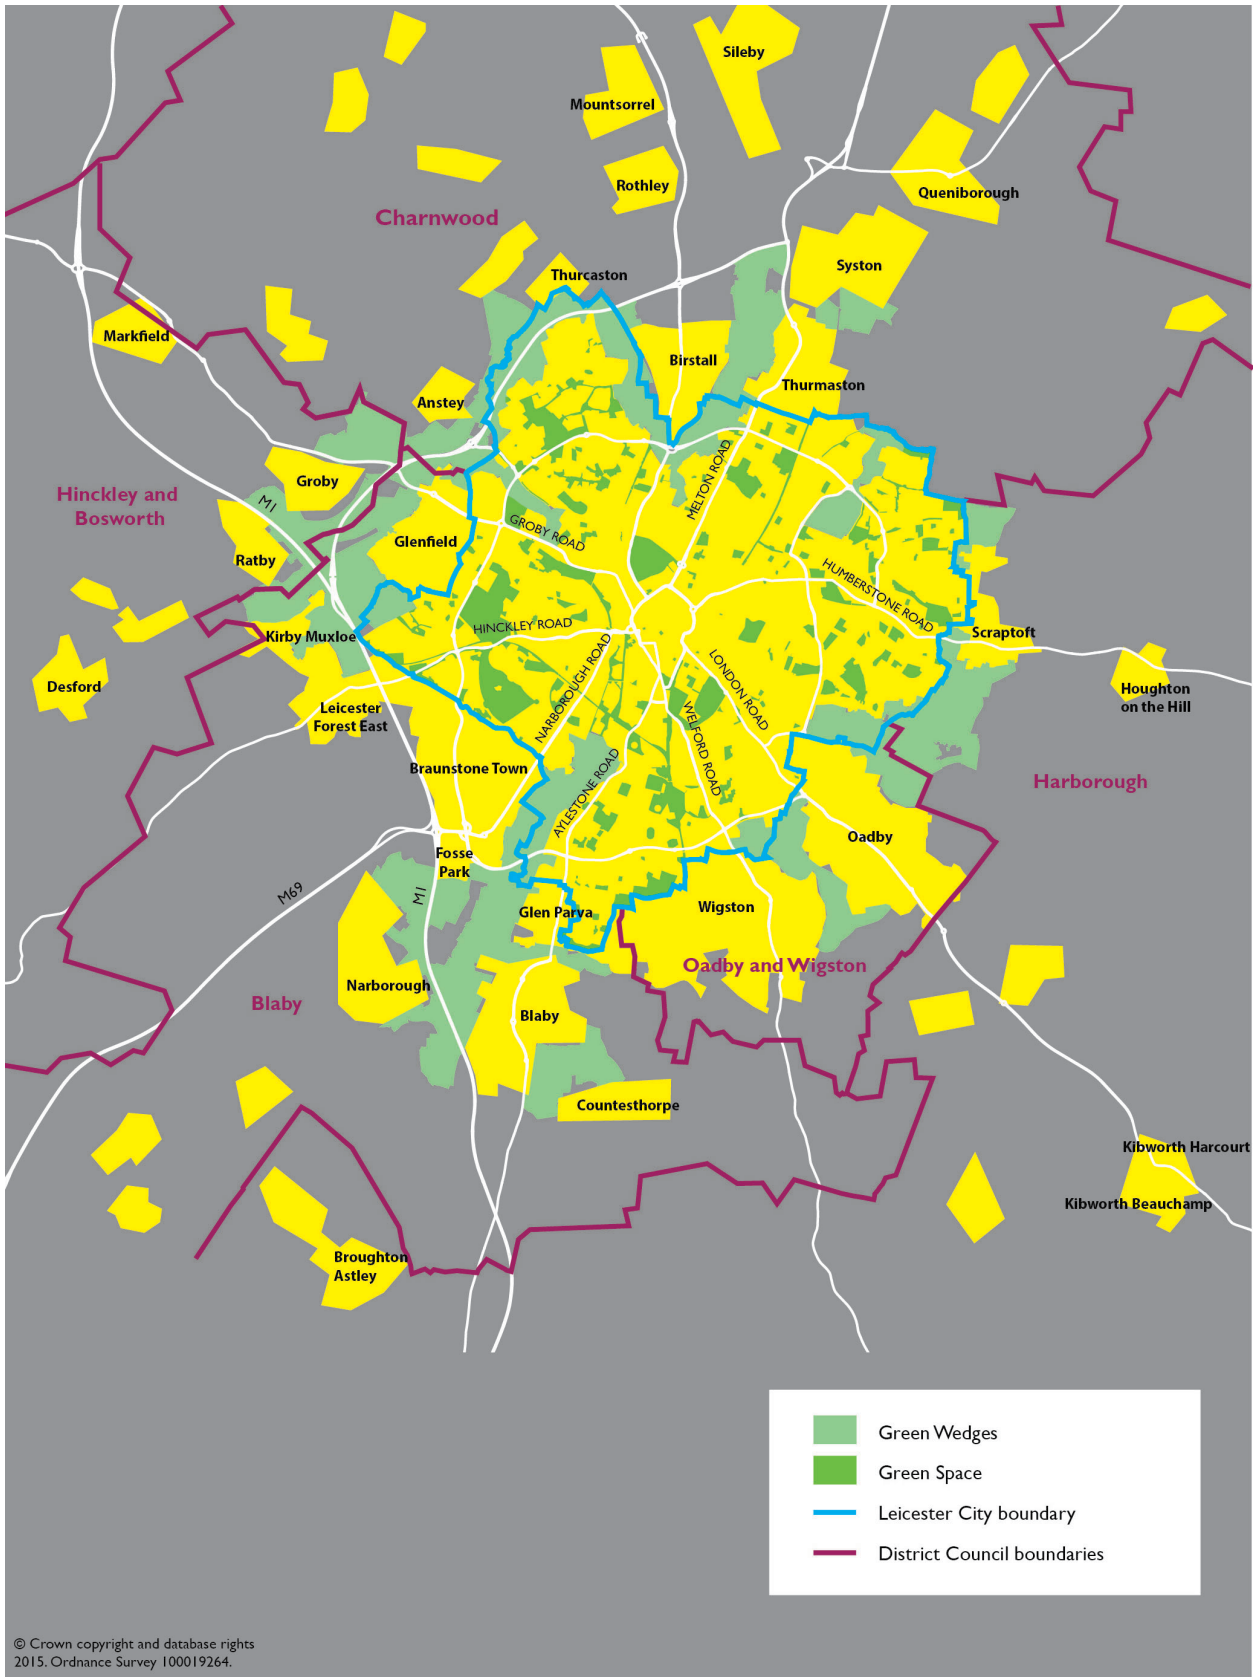 Sileby
Mountsorrel
Rothley
Queniborough
Charnwood
Syston
Thurcaston
Markfield
Birstall
Thurmaston
Anstey
Groby
Hinckley and
Bosworth
M1
MELTON ROAD
GROBY ROAD
Glenfield
Ratby
HUMBERSTONE ROAD
HINCKLEY ROAD
Kirby Muxloe
Scraptoft
NARBOROUGH ROAD
LONDON ROAD
Desford
Houghton
on the Hill
Leicester
Forest East
WELFORD ROAD
Braunstone Town
AYLESTONE ROAD
Harborough
Oadby
Fosse
Park
M69
M1
Glen Parva
Wigston
Oadby and Wigston
Narborough
Blaby
Blaby
Countesthorpe
Kibworth Harcourt
Kibworth Beauchamp
Broughton
Astley
Green Wedges
Green Space
Leicester City boundary
District Council boundaries
© Crown copyright and database rights
2015. Ordnance Survey 100019264.